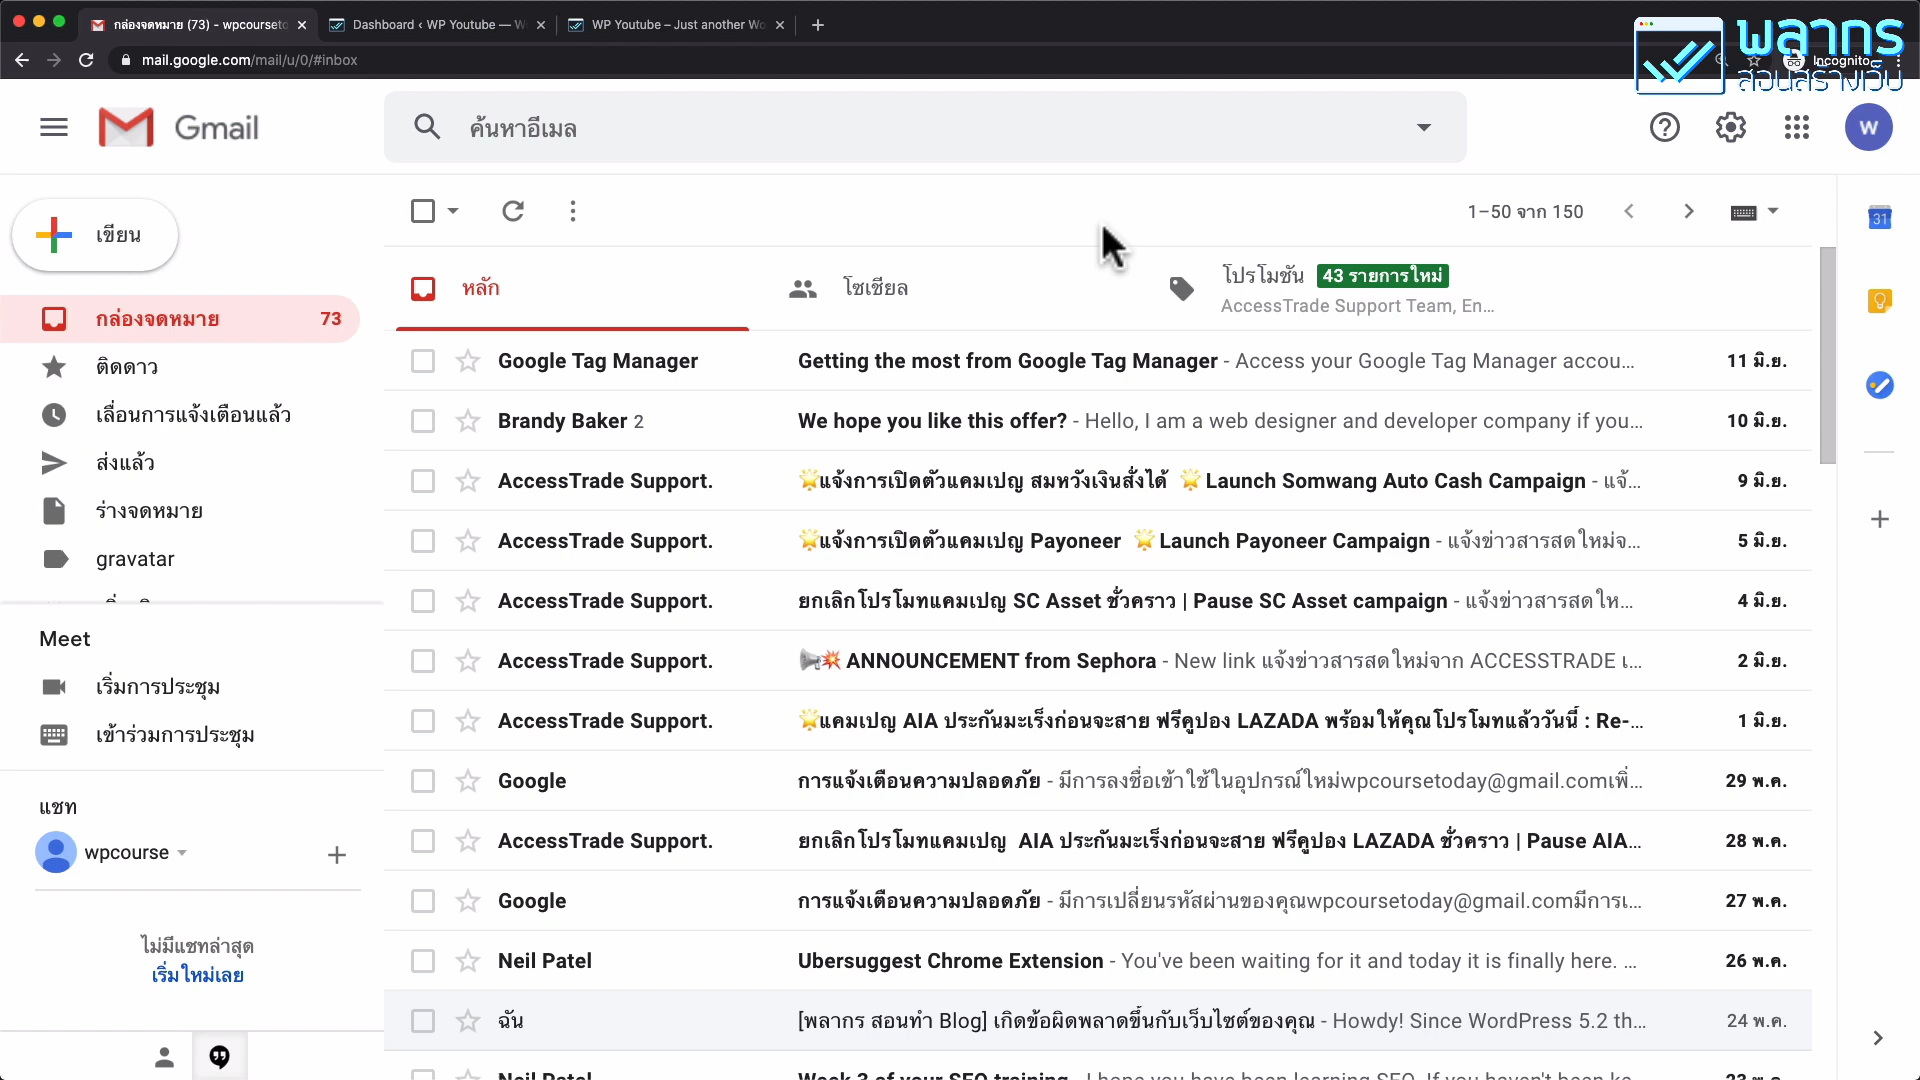 กล่องจดหมาย (73) - wpcourseto
Dashboard ‹ WP Youtube — W
WP Youtube – Just another Wo
mail.google.com/mail/u/0/#inbox
Incognito
พลากร
สอนสร้างเว็บ
Gmail
ค้นหาอีเมล
W
เขียน
1–50 จาก 150
31
หลัก
โซเชียล
โปรโมชัน 43 รายการใหม่
AccessTrade Support Team, En…
กล่องจดหมาย 73
ติดดาว
เลื่อนการแจ้งเตือนแล้ว
ส่งแล้ว
ร่างจดหมาย
gravatar
Meet
เริ่มการประชุม
เข้าร่วมการประชุม
แชท
wpcourse
ไม่มีแชทล่าสุด
เริ่มใหม่เลย
Google Tag Manager Getting the most from Google Tag Manager - Access your Google Tag Manager accou… 11 มิ.ย.
Brandy Baker 2 We hope you like this offer? - Hello, I am a web designer and developer company if you… 10 มิ.ย.
AccessTrade Support. 🌟แจ้งการเปิดตัวแคมเปญ สมหวังเงินสั่งได้ 🌟Launch Somwang Auto Cash Campaign - แจ้… 9 มิ.ย.
AccessTrade Support. 🌟แจ้งการเปิดตัวแคมเปญ Payoneer 🌟Launch Payoneer Campaign - แจ้งข่าวสารสดใหม่จ… 5 มิ.ย.
AccessTrade Support. ยกเลิกโปรโมทแคมเปญ SC Asset ชั่วคราว | Pause SC Asset campaign - แจ้งข่าวสารสดให… 4 มิ.ย.
AccessTrade Support. 📢💥 ANNOUNCEMENT from Sephora - New link แจ้งข่าวสารสดใหม่จาก ACCESSTRADE เ… 2 มิ.ย.
AccessTrade Support. 🌟แคมเปญ AIA ประกันมะเร็งก่อนจะสาย ฟรีคูปอง LAZADA พร้อมให้คุณโปรโมทแล้ววันนี้ : Re-… 1 มิ.ย.
Google การแจ้งเตือนความปลอดภัย - มีการลงชื่อเข้าใช้ในอุปกรณ์ใหม่wpcoursetoday@gmail.comเพิ่… 29 พ.ค.
AccessTrade Support. ยกเลิกโปรโมทแคมเปญ AIA ประกันมะเร็งก่อนจะสาย ฟรีคูปอง LAZADA ชั่วคราว | Pause AIA… 28 พ.ค.
Google การแจ้งเตือนความปลอดภัย - มีการเปลี่ยนรหัสผ่านของคุณwpcoursetoday@gmail.comมีการเ… 27 พ.ค.
Neil Patel Ubersuggest Chrome Extension - You've been waiting for it and today it is finally here. … 26 พ.ค.
ฉัน [พลากร สอนทำ Blog] เกิดข้อผิดพลาดขึ้นกับเว็บไซต์ของคุณ - Howdy! Since WordPress 5.2 th… 24 พ.ค.
Neil Patel Week 3 of your SEO training - I hope you have been learning SEO. If you haven't been ke… 23 พ.ค.